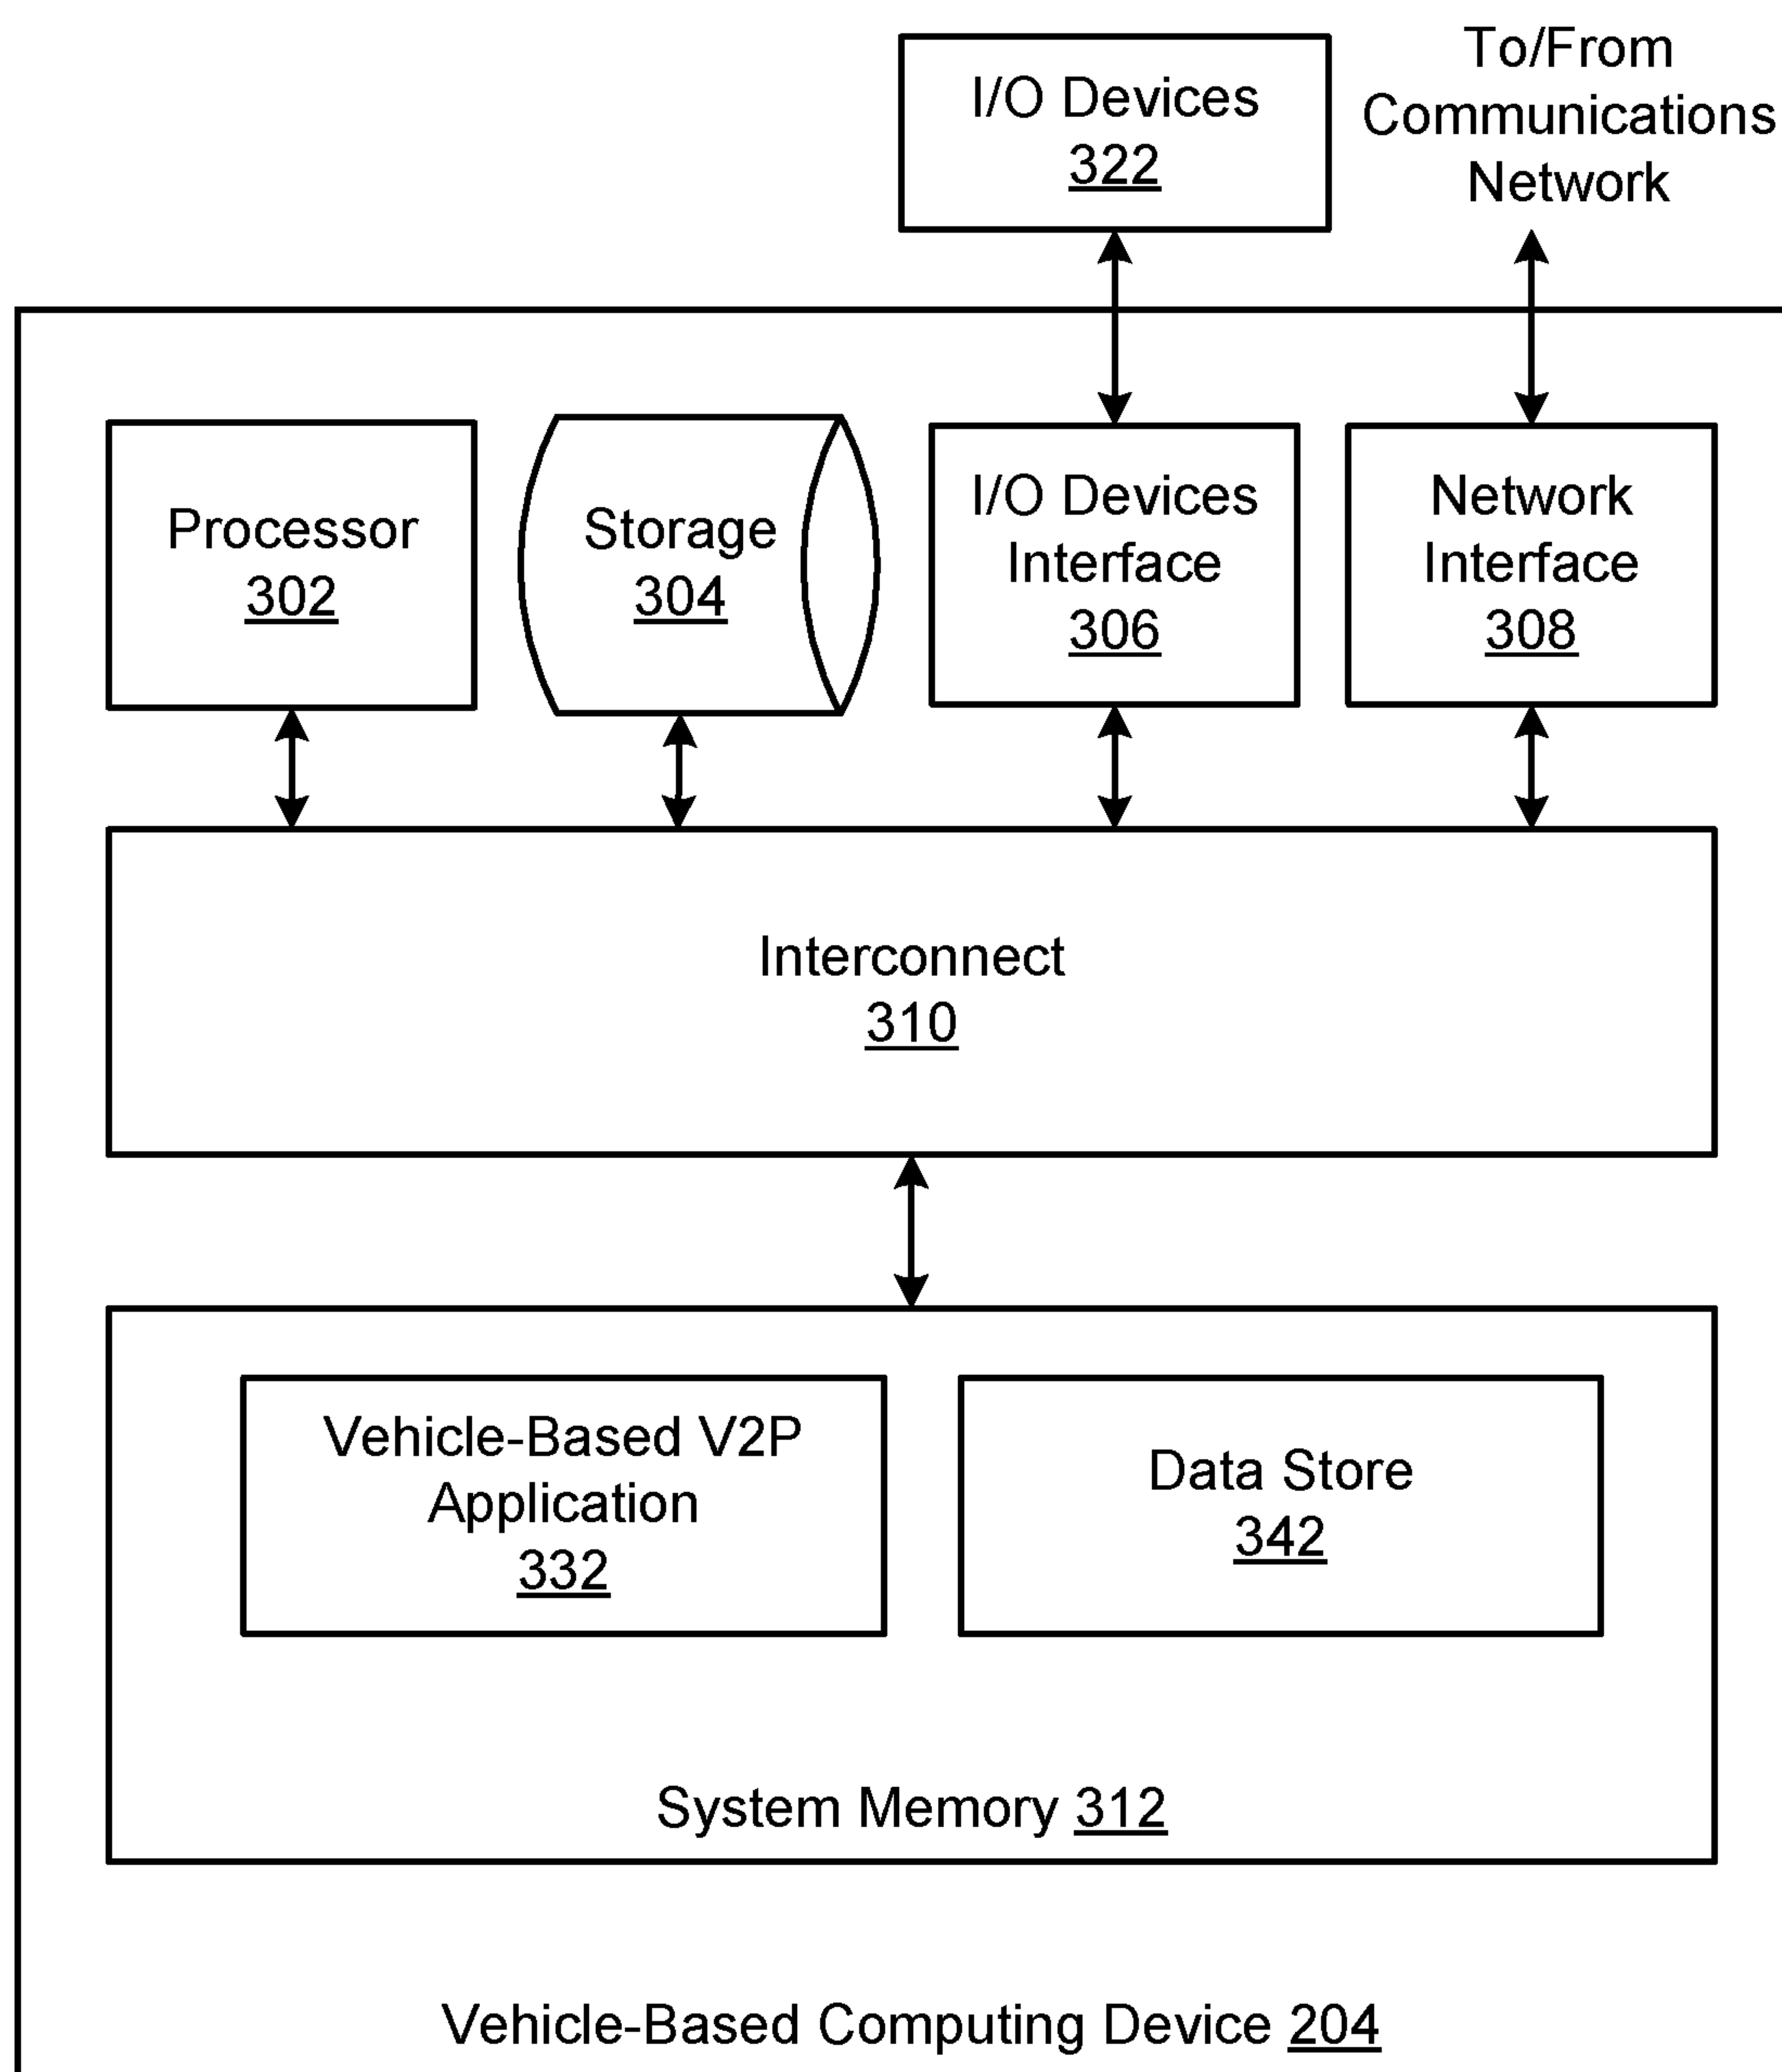 I/O Devices
322
To/From
Communications
Network
Processor
302
Storage
304
I/O Devices
Interface
306
Network
Interface
308
Interconnect
310
Vehicle-Based V2P
Application
332
Data Store
342
System Memory 312
Vehicle-Based Computing Device 204